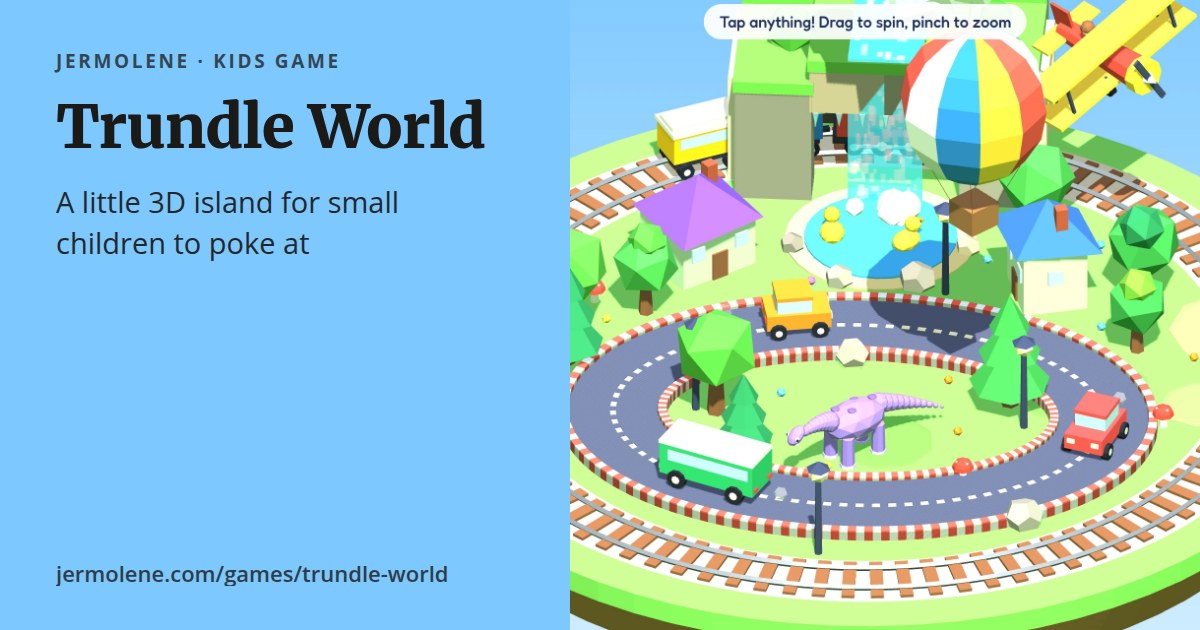 JERMOLENE · KIDS GAME
Trundle World
A little 3D island for small
children to poke at
jermolene.com/games/trundle-world
Tap anything! Drag to spin, pinch to zoom